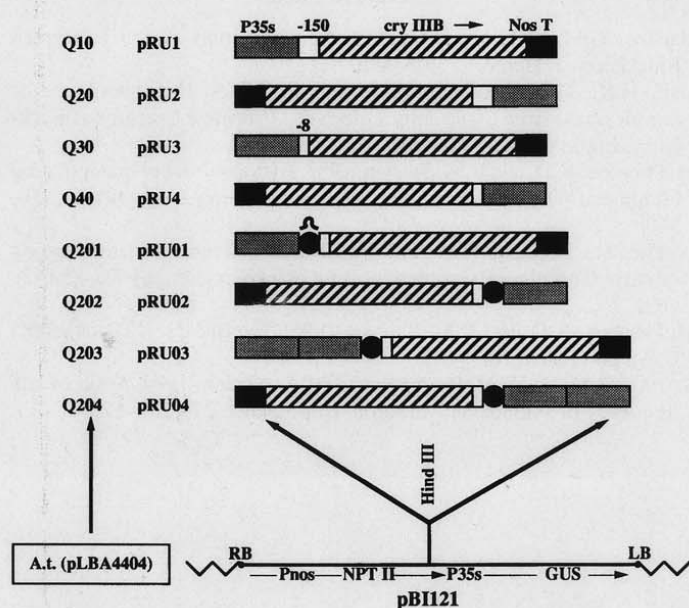 P35s -150 cry IIIB → Nos T
Q10 pRU1
Q20 pRU2
-8
Q30 pRU3
Q40 pRU4
Q201 pRU01
Q202 pRU02
Q203 pRU03
Q204 pRU04
Hind III
A.t. (pLBA4404)
RB LB
Pnos NPT II P35s GUS
pBI121